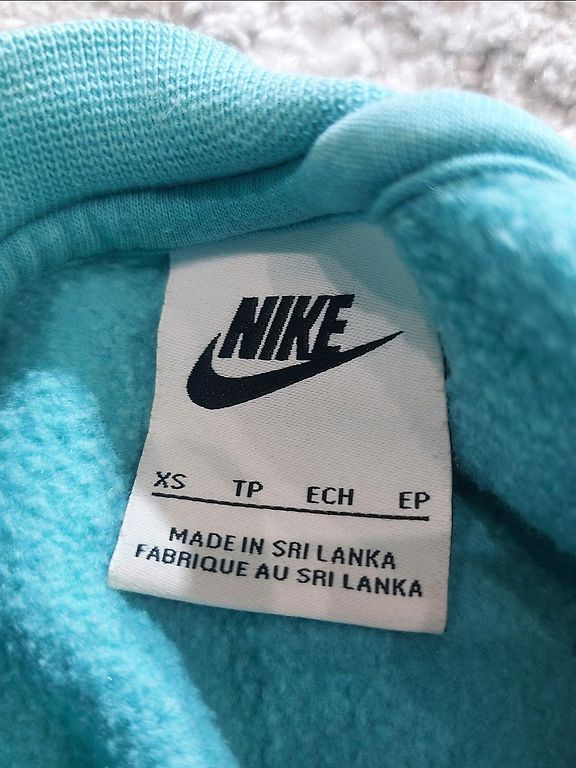 NIKE
XS TP ECH EP
MADE IN SRI LANKA
FABRIQUE AU SRI LANKA